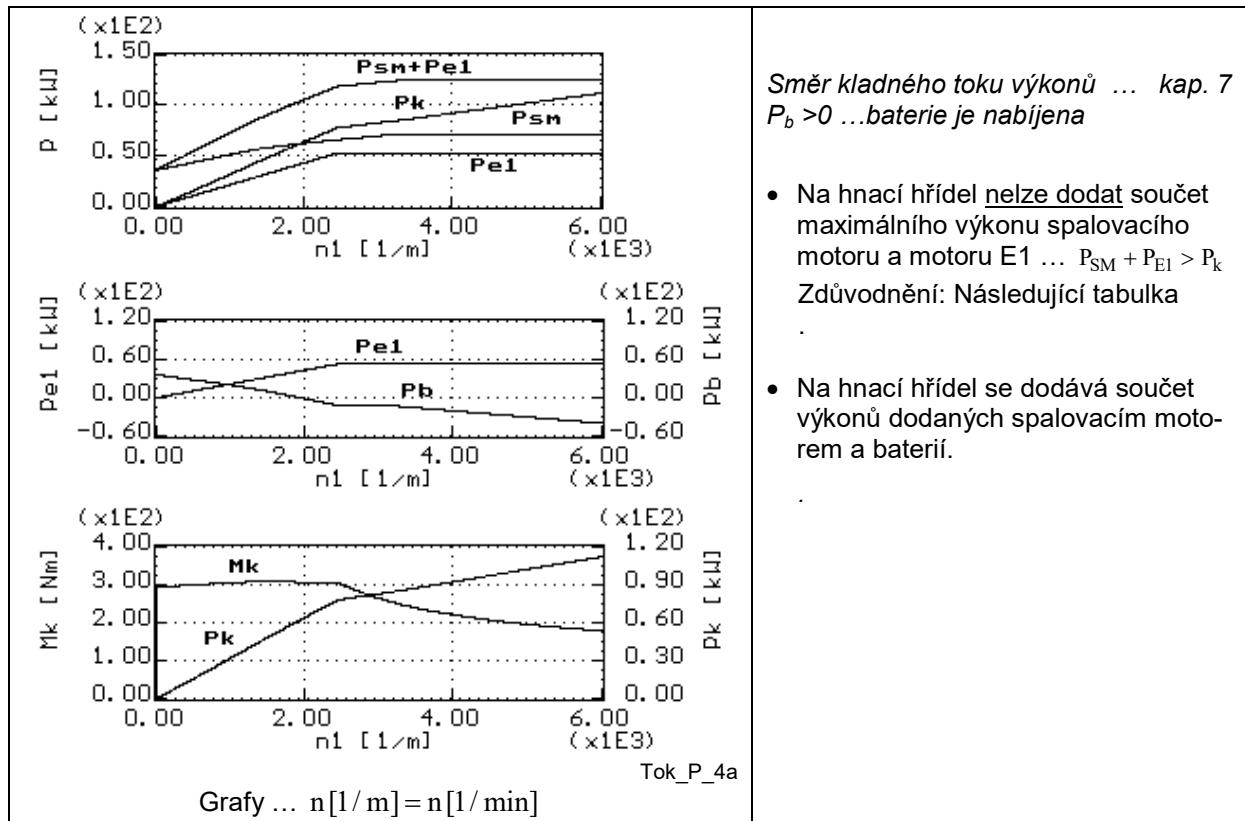 (x1E2)
1.50
1.00
0.50
0.00
P [kW]
Psm+Pe1
Pk
Psm
Pe1
0.00 2.00 4.00 6.00
n1 [1/m] (x1E3)
(x1E2) (x1E2)
1.20 1.20
0.60 0.60
0.00 0.00
-0.60 -0.60
Pe1 [kW]
Pb [kW]
Pe1
Pb
0.00 2.00 4.00 6.00
n1 [1/m] (x1E3)
(x1E2) (x1E2)
4.00 1.20
3.00 0.90
2.00 0.60
1.00 0.30
0.00 0.00
Mk [Nm]
Pk [kW]
Mk
Pk
0.00 2.00 4.00 6.00
n1 [1/m] (x1E3)
Tok_P_4a
Grafy … n[1/m] = n[1/min]
Směr kladného toku výkonů … kap. 7
P_b >0 …baterie je nabíjena
• Na hnací hřídel nelze dodat součet
maximálního výkonu spalovacího
motoru a motoru E1 … P_SM + P_E1 > P_k
Zdůvodnění: Následující tabulka
.
• Na hnací hřídel se dodává součet
výkonů dodaných spalovacím moto-
rem a baterií.
.